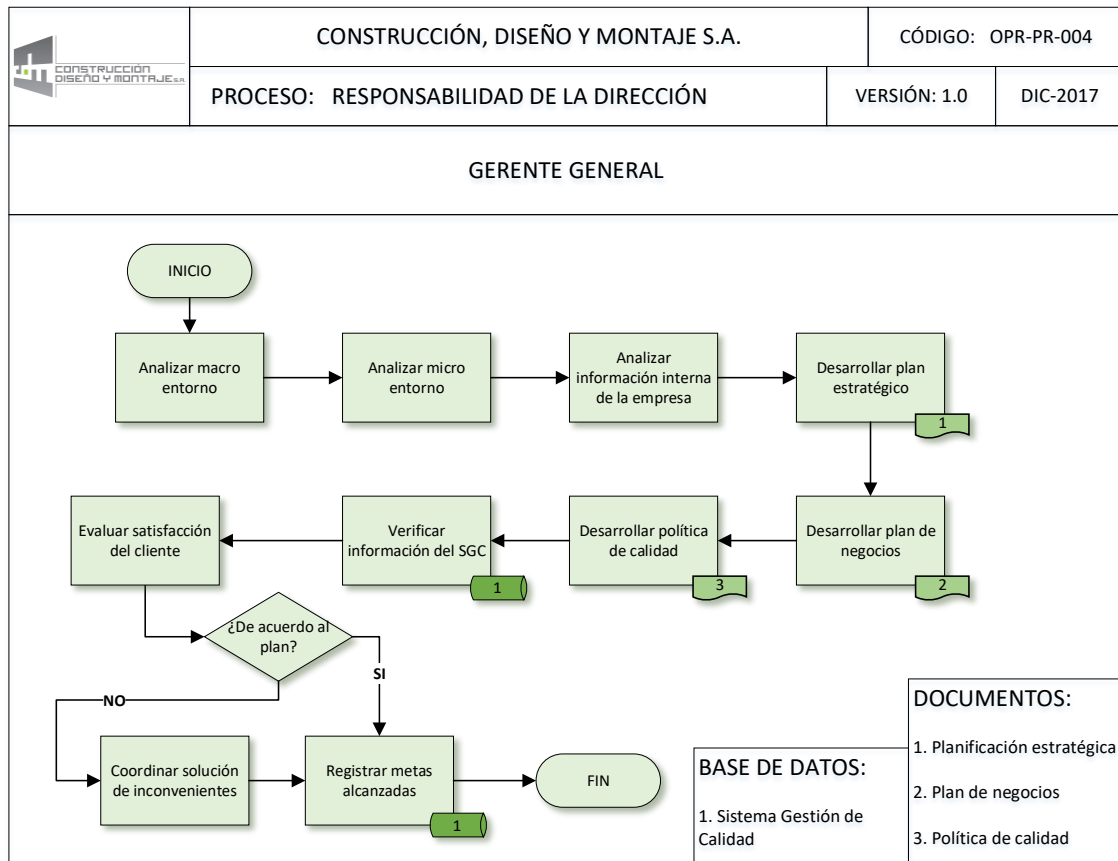 CONSTRUCCIÓN
DISEÑO Y MONTAJE S.A.
CONSTRUCCIÓN, DISEÑO Y MONTAJE S.A.
CÓDIGO: OPR-PR-004
PROCESO: RESPONSABILIDAD DE LA DIRECCIÓN
VERSIÓN: 1.0
DIC-2017
GERENTE GENERAL
INICIO
Analizar macro
entorno
Analizar micro
entorno
Analizar
información interna
de la empresa
Desarrollar plan
estratégico
1
Evaluar satisfacción
del cliente
Verificar
información del SGC
1
Desarrollar política
de calidad
3
Desarrollar plan de
negocios
2
¿De acuerdo al
plan?
SI
NO
Coordinar solución
de inconvenientes
Registrar metas
alcanzadas
1
FIN
BASE DE DATOS:
1. Sistema Gestión de
Calidad
DOCUMENTOS:
1. Planificación estratégica
2. Plan de negocios
3. Política de calidad